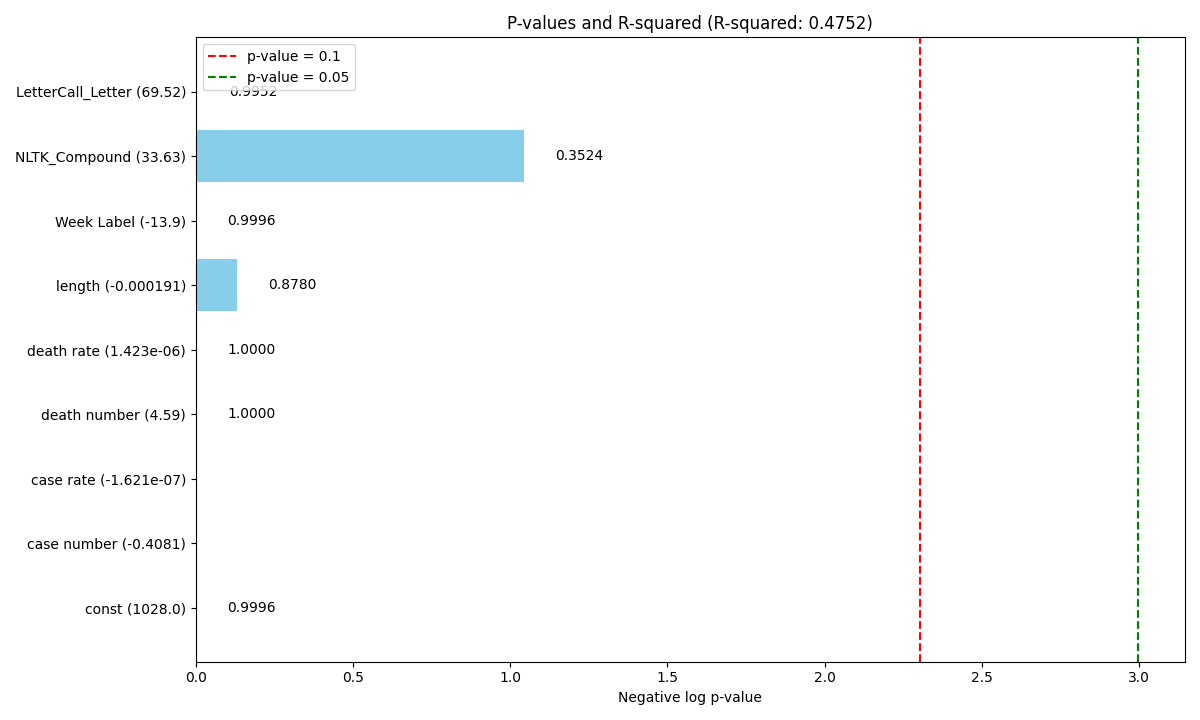 P-values and R-squared (R-squared: 0.4752)
p-value = 0.1
p-value = 0.05
LetterCall_Letter (69.52)
0.9952
NLTK_Compound (33.63)
0.3524
Week Label (-13.9)
0.9996
length (-0.000191)
0.8780
death rate (1.423e-06)
1.0000
death number (4.59)
1.0000
case rate (-1.621e-07)
case number (-0.4081)
const (1028.0)
0.9996
0.0 0.5 1.0 1.5 2.0 2.5 3.0
Negative log p-value